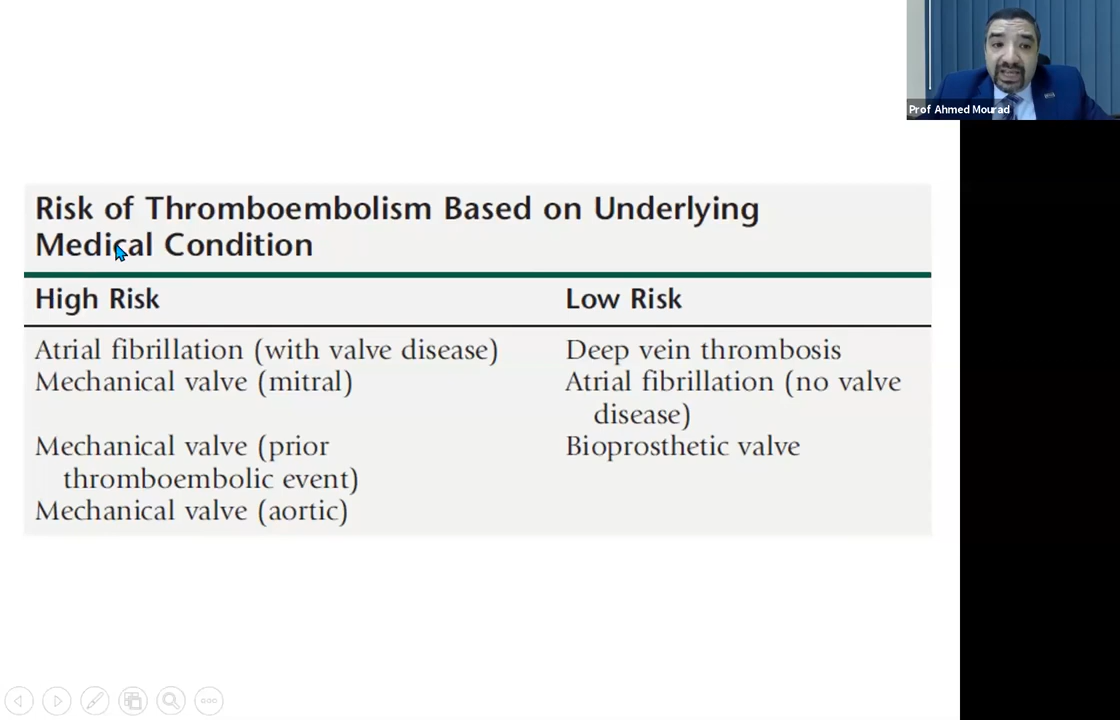 Prof Ahmed Mourad
Risk of Thromboembolism Based on Underlying
Medical Condition
High Risk
Low Risk
Atrial fibrillation (with valve disease)
Deep vein thrombosis
Mechanical valve (mitral)
Atrial fibrillation (no valve
disease)
Mechanical valve (prior
Bioprosthetic valve
thromboembolic event)
Mechanical valve (aortic)